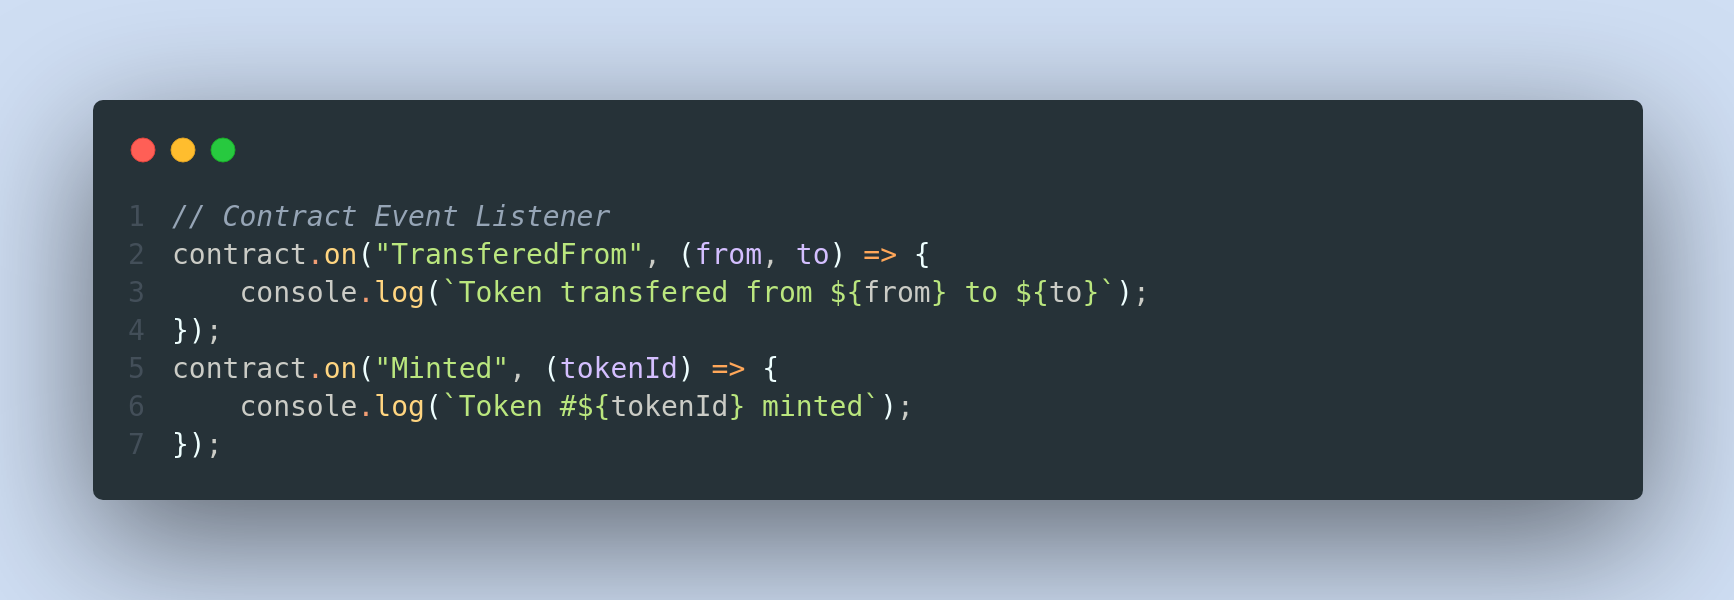 1 // Contract Event Listener
2 contract.on("TransferedFrom", (from, to) => {
3     console.log(`Token transfered from ${from} to ${to}`);
4 });
5 contract.on("Minted", (tokenId) => {
6     console.log(`Token #${tokenId} minted`);
7 });